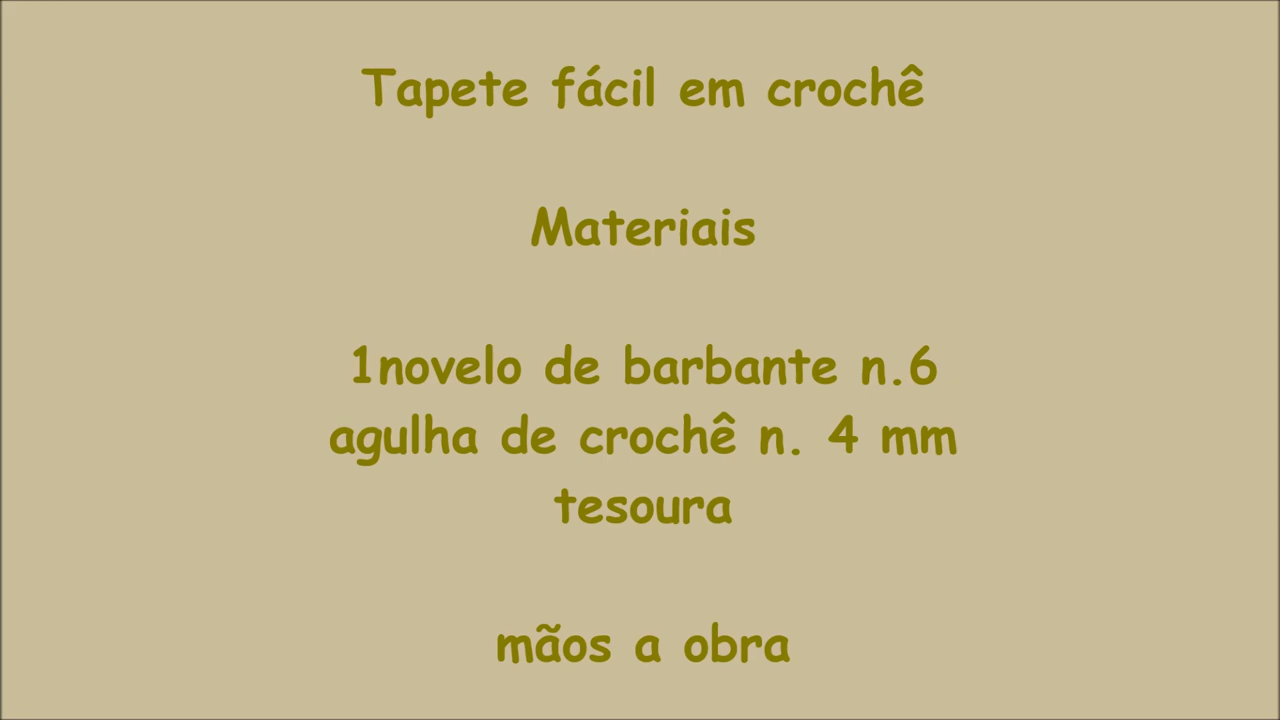 Tapete fácil em crochê
Materiais
1novelo de barbante n.6
agulha de crochê n. 4 mm
tesoura
mãos a obra